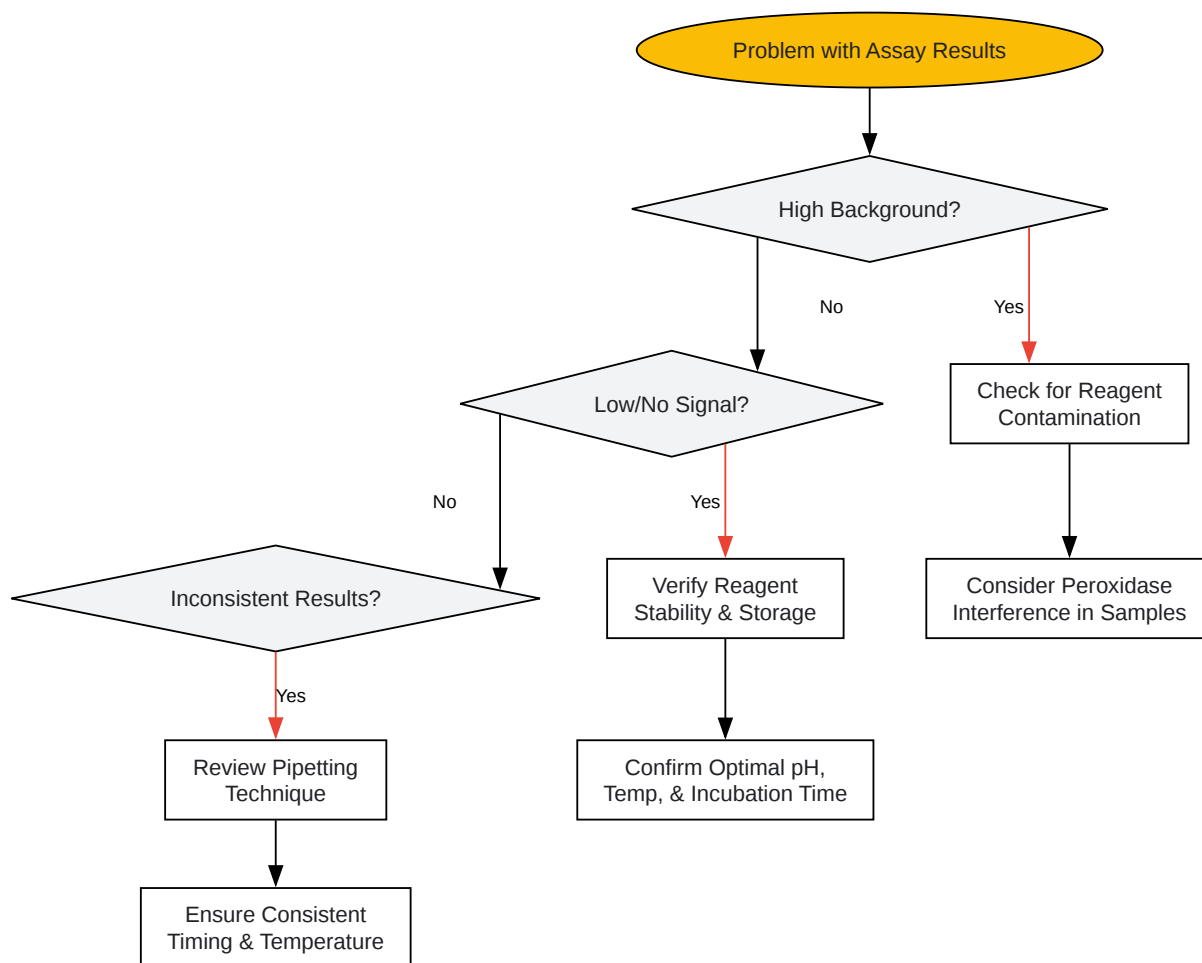 Problem with Assay Results
High Background?
No
Yes
Low/No Signal?
Check for Reagent
Contamination
No
Yes
Inconsistent Results?
Verify Reagent
Stability & Storage
Consider Peroxidase
Interference in Samples
Yes
Review Pipetting
Technique
Confirm Optimal pH,
Temp, & Incubation Time
Ensure Consistent
Timing & Temperature